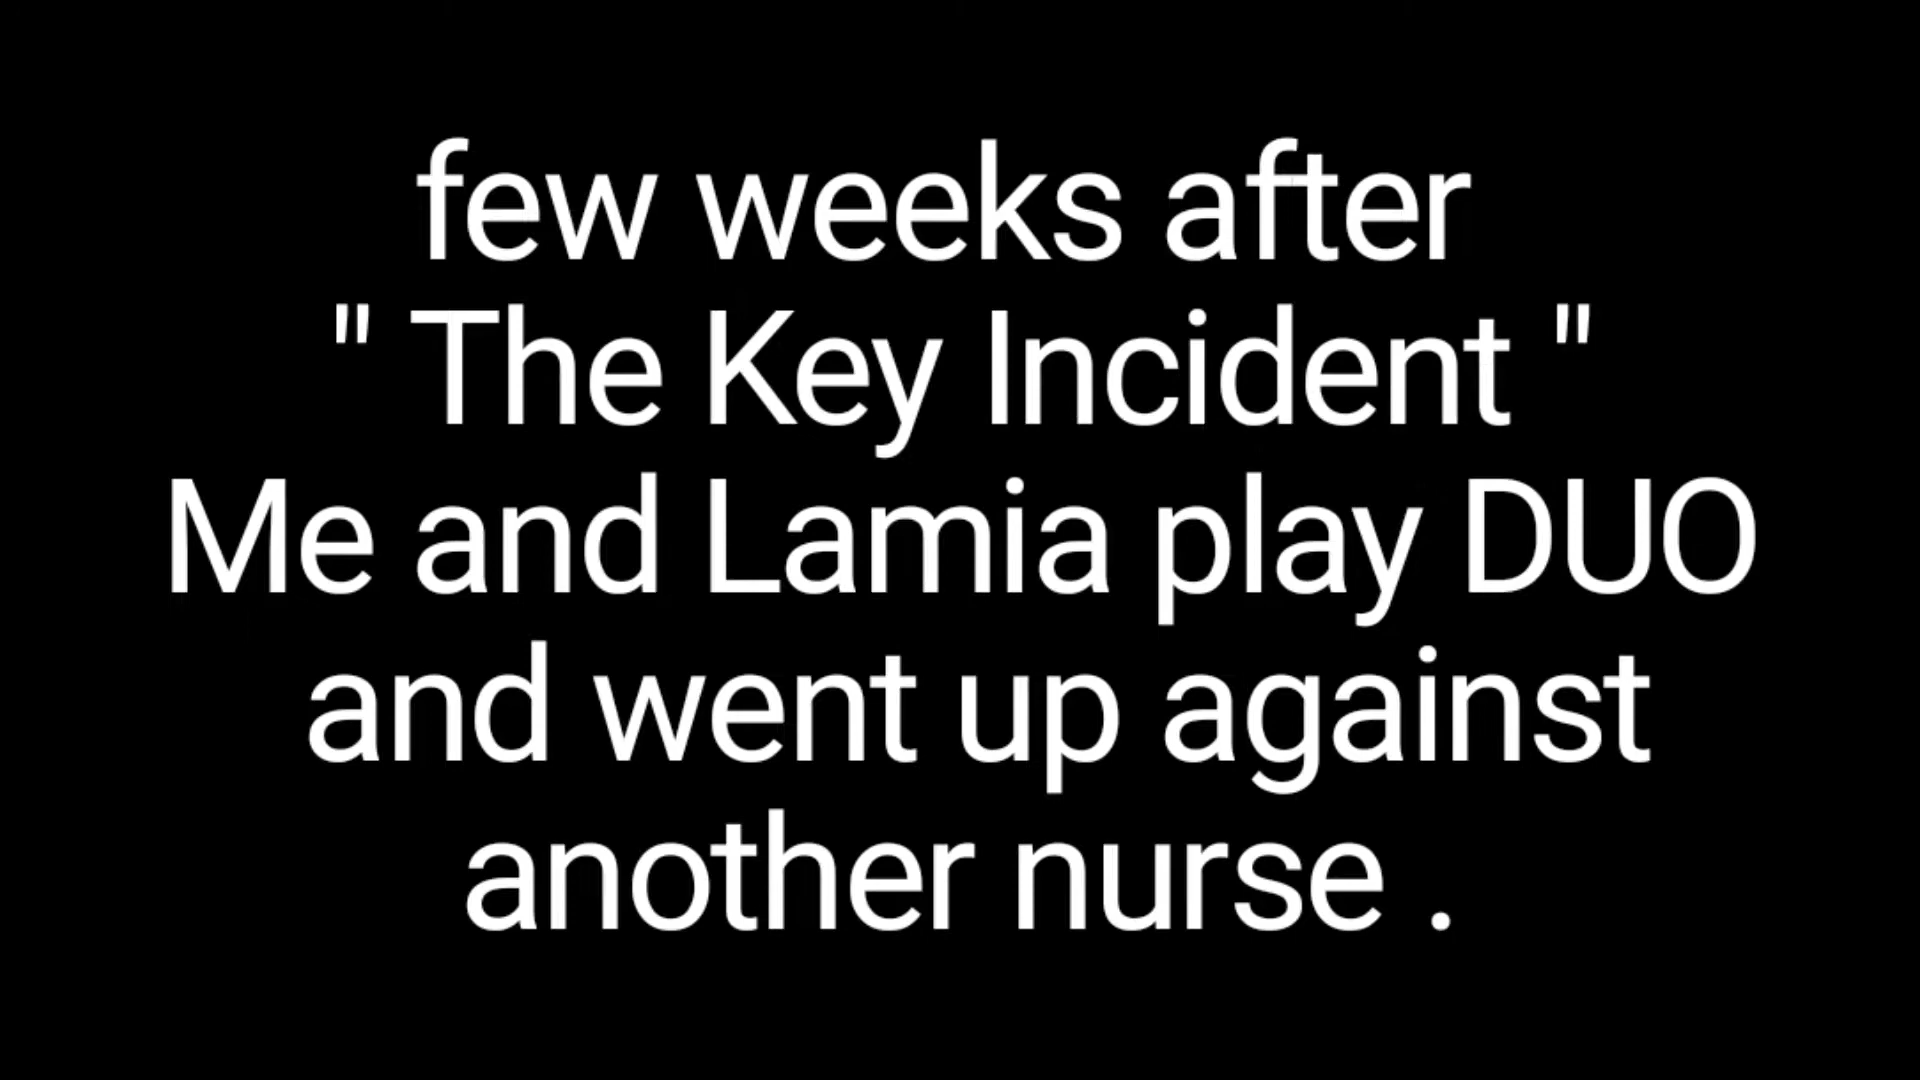 few weeks after
" The Key Incident "
Me and Lamia play DUO
and went up against
another nurse .